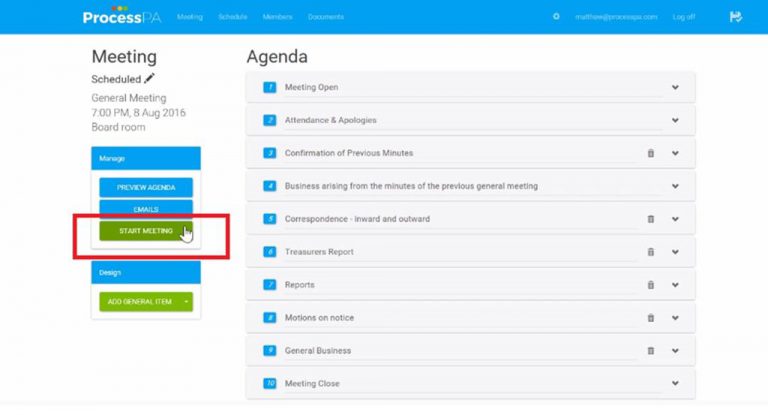 ProcessPA
Meeting Schedule Members Documents
matthew@processpa.com Log off
Meeting
Scheduled
General Meeting
7:00 PM, 8 Aug 2016
Board room
Manage
PREVIEW AGENDA
EMAILS
START MEETING
Design
ADD GENERAL ITEM
Agenda
1 Meeting Open
2 Attendance & Apologies
3 Confirmation of Previous Minutes
4 Business arising from the minutes of the previous general meeting
5 Correspondence - inward and outward
6 Treasurers Report
7 Reports
8 Motions on notice
9 General Business
10 Meeting Close